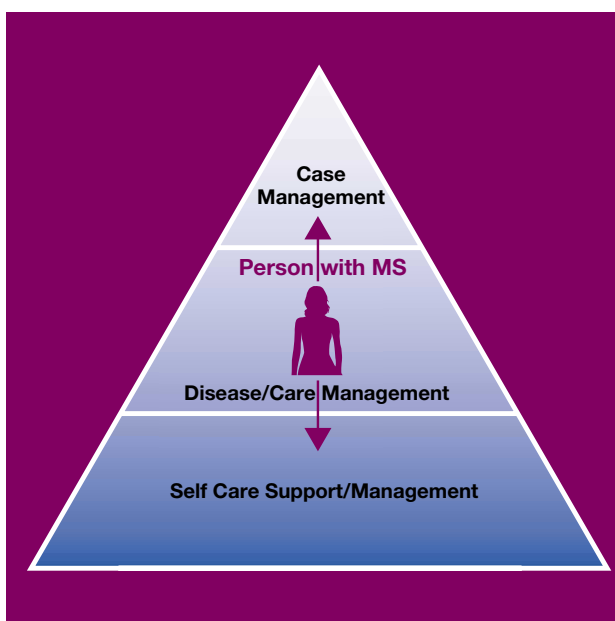 Case
Management
Person with MS
Disease/Care Management
Self Care Support/Management